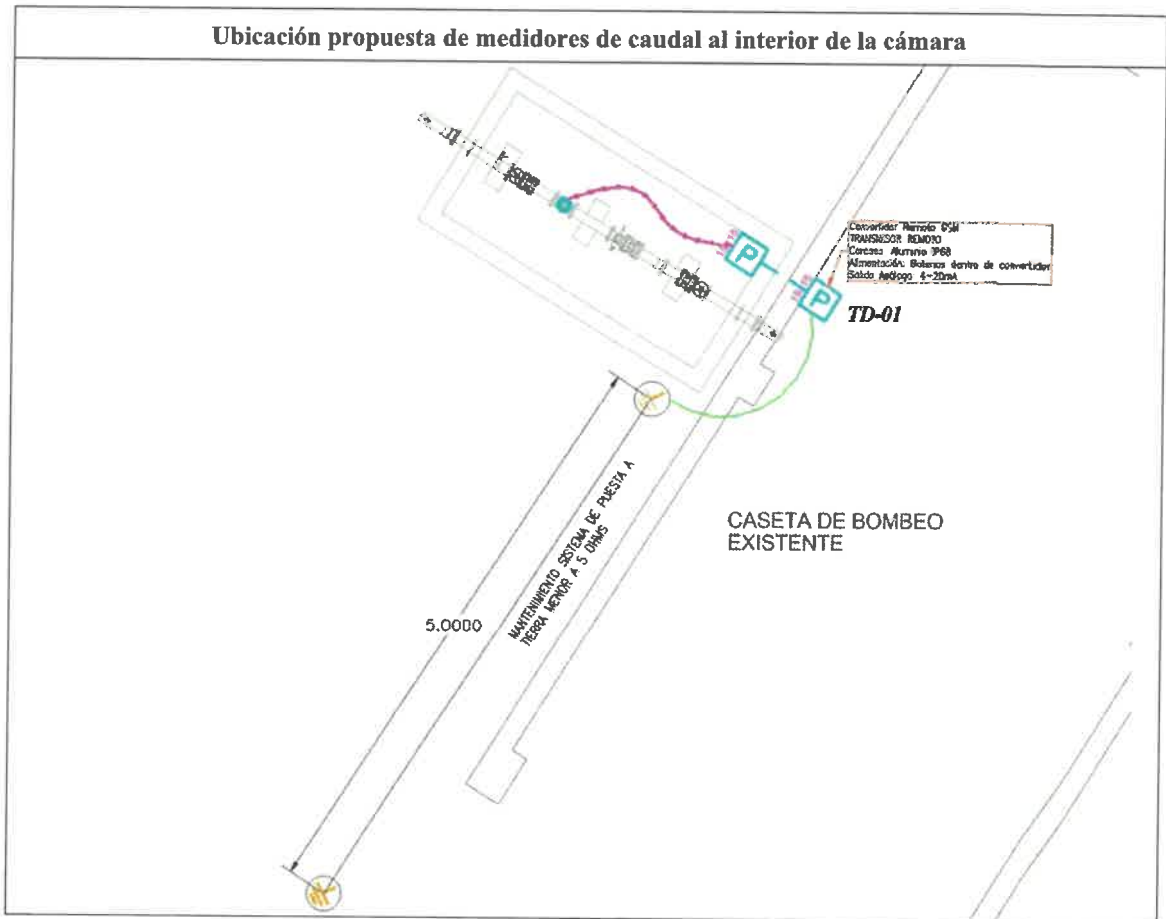 Ubicación propuesta de medidores de caudal al interior de la cámara
Convertidor Remoto GSM
TRANSMISOR REMOTO
Carcasa Aluminio IP68
Alimentación: Baterias dentro de convertidor
Salida Análoga 4-20mA
P
P
TD-01
MANTENIMIENTO SISTEMA DE PUESTA A
TIERRA MENOR A 5 OHMS
CASETA DE BOMBEO
EXISTENTE
5.0000